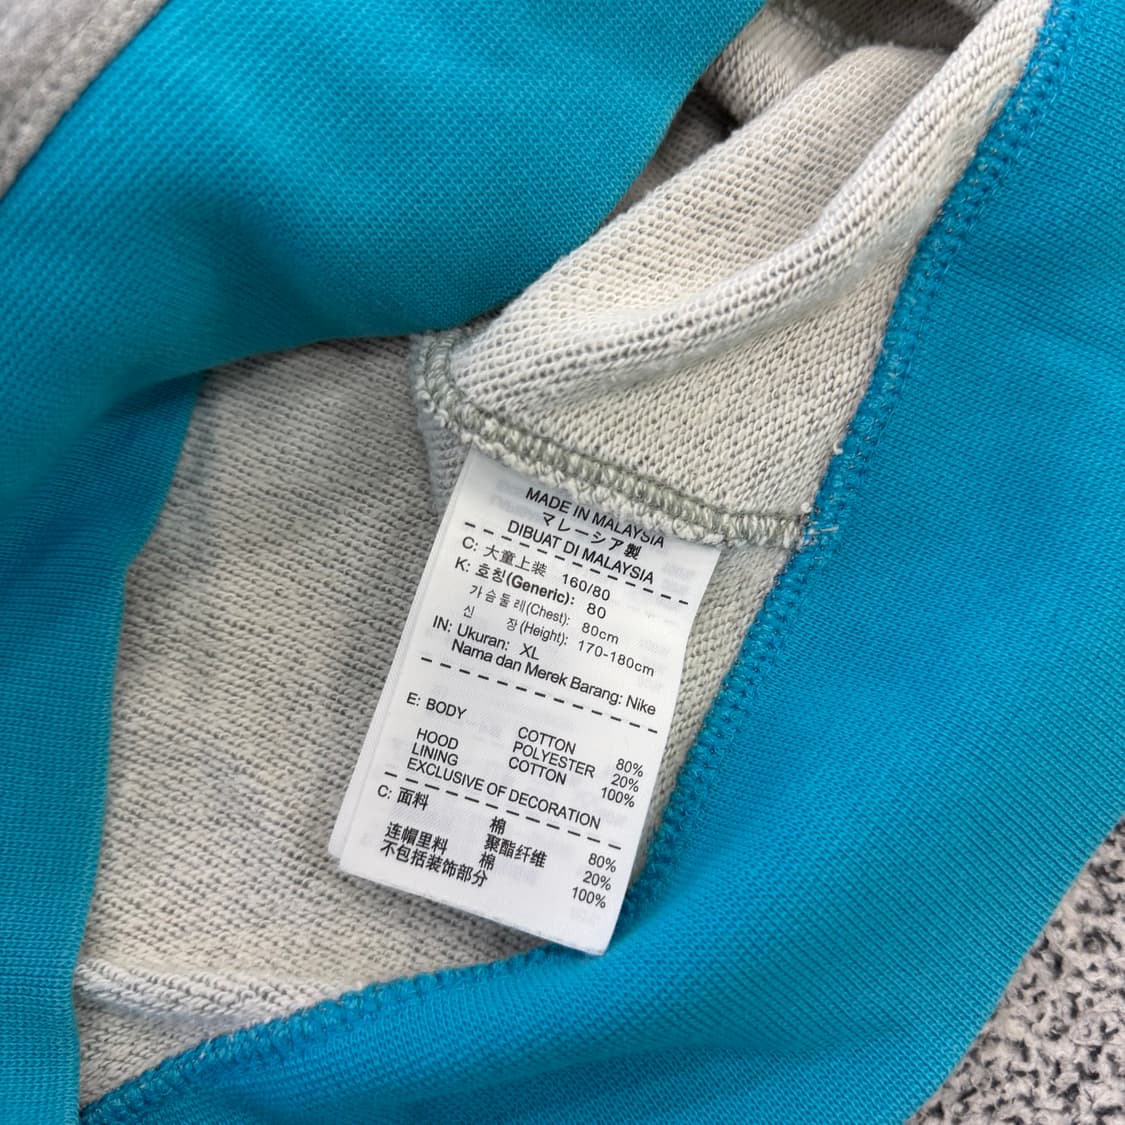 MADE IN MALAYSIA
マレーシア製
DIBUAT DI MALAYSIA
C: 大童上装 160/80
K: 호칭(Generic): 80
가슴둘레(Chest): 80cm
신 장(Height): 170-180cm
IN: Ukuran: XL
Nama dan Merek Barang: Nike
E: BODY COTTON 80%
POLYESTER 20%
HOOD LINING COTTON 100%
EXCLUSIVE OF DECORATION
C: 面料 棉 80%
聚酯纤维 20%
连帽里料 棉 100%
不包括装饰部分